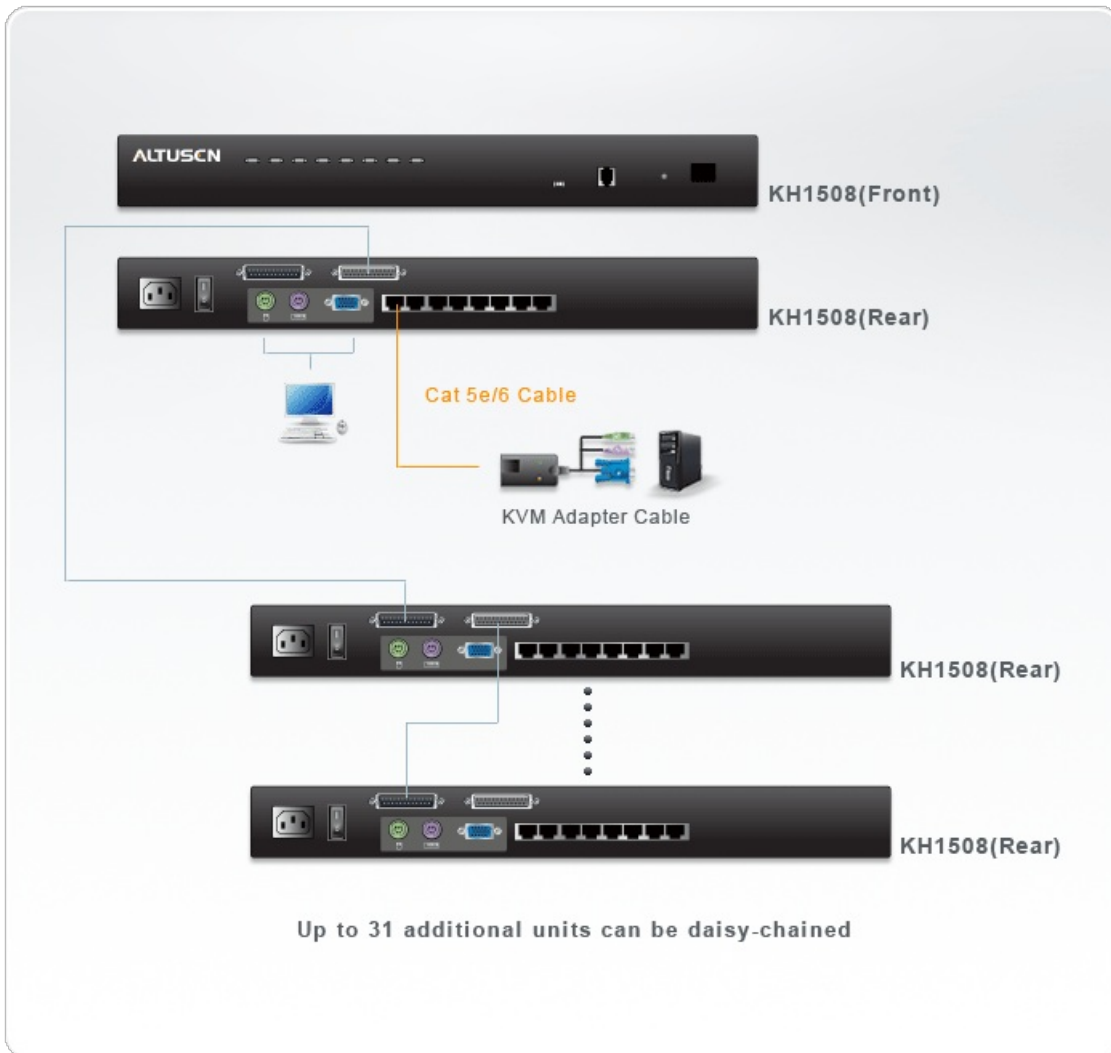 ALTUSEN
KH1508(Front)
KH1508(Rear)
Cat 5e/6 Cable
KVM Adapter Cable
KH1508(Rear)
KH1508(Rear)
Up to 31 additional units can be daisy-chained